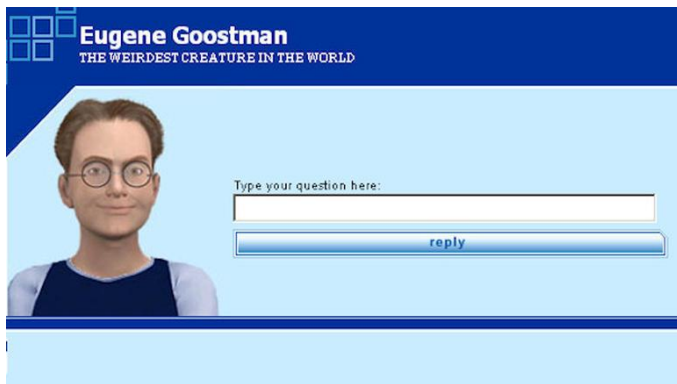 Eugene Goostman
THE WEIRDEST CREATURE IN THE WORLD
Type your question here:
reply